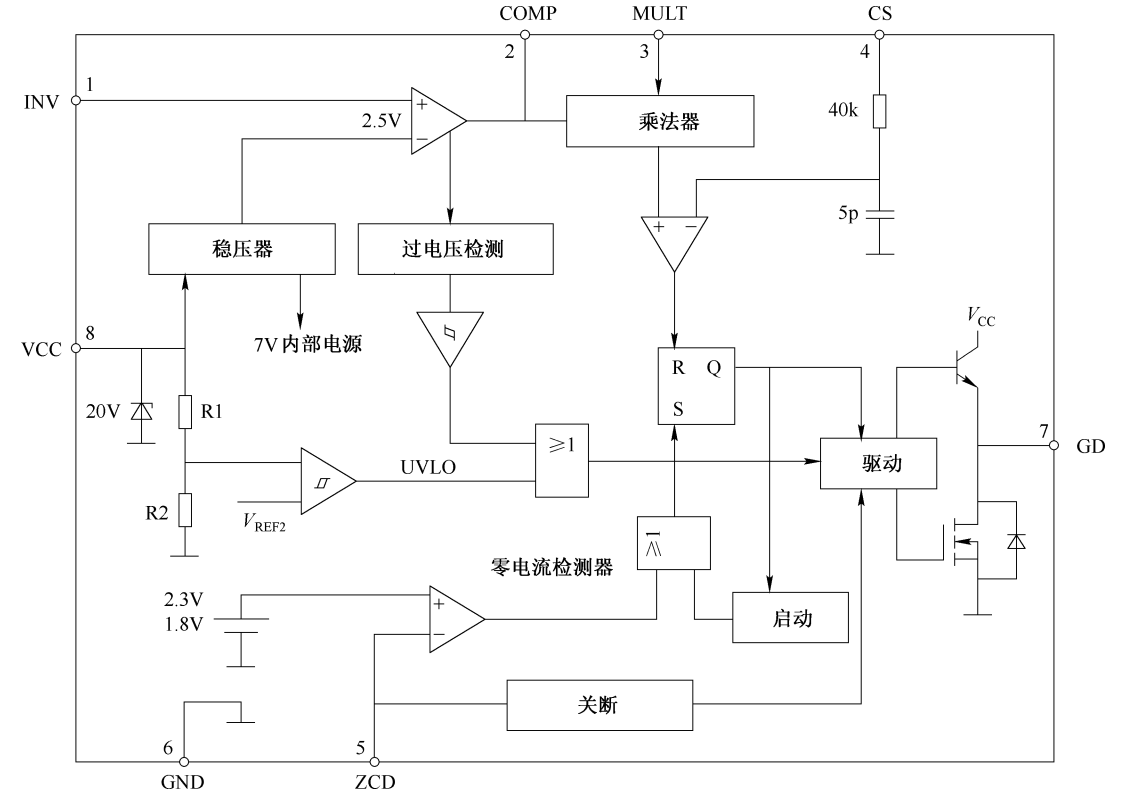 COMP
MULT
CS
2
3
4
INV
1
+
2.5V
−
乘法器
40k
5p
+ −
稳压器
过电压检测
7V内部电源
VCC
8
20V
R1
R2
VREF2
UVLO
≥1
R Q
S
VCC
驱动
7
GD
≥1
零电流检测器
2.3V
1.8V
+
−
启动
关断
6
GND
5
ZCD